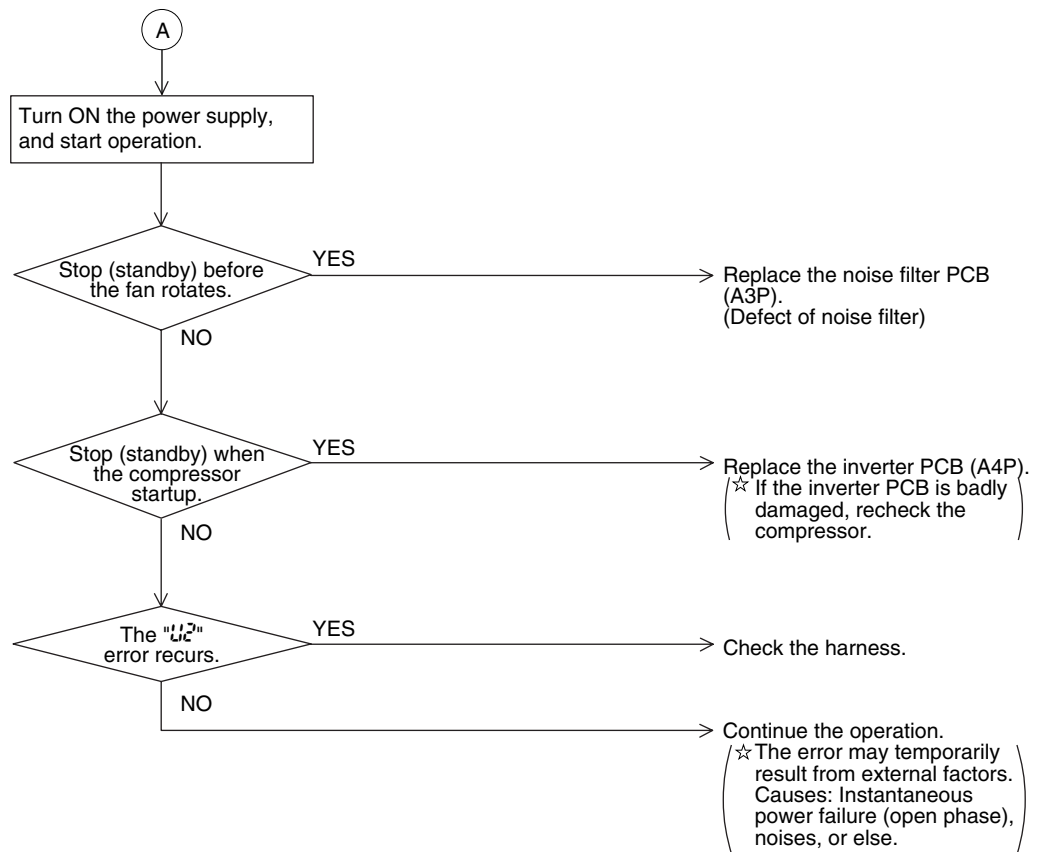 A
Turn ON the power supply,
and start operation.
Stop (standby) before
the fan rotates.
YES
Replace the noise filter PCB
(A3P).
(Defect of noise filter)
NO
Stop (standby) when
the compressor
startup.
YES
Replace the inverter PCB (A4P).
☆ If the inverter PCB is badly
damaged, recheck the
compressor.
NO
The "U2"
error recurs.
YES
Check the harness.
NO
Continue the operation.
☆ The error may temporarily
result from external factors.
Causes: Instantaneous
power failure (open phase),
noises, or else.